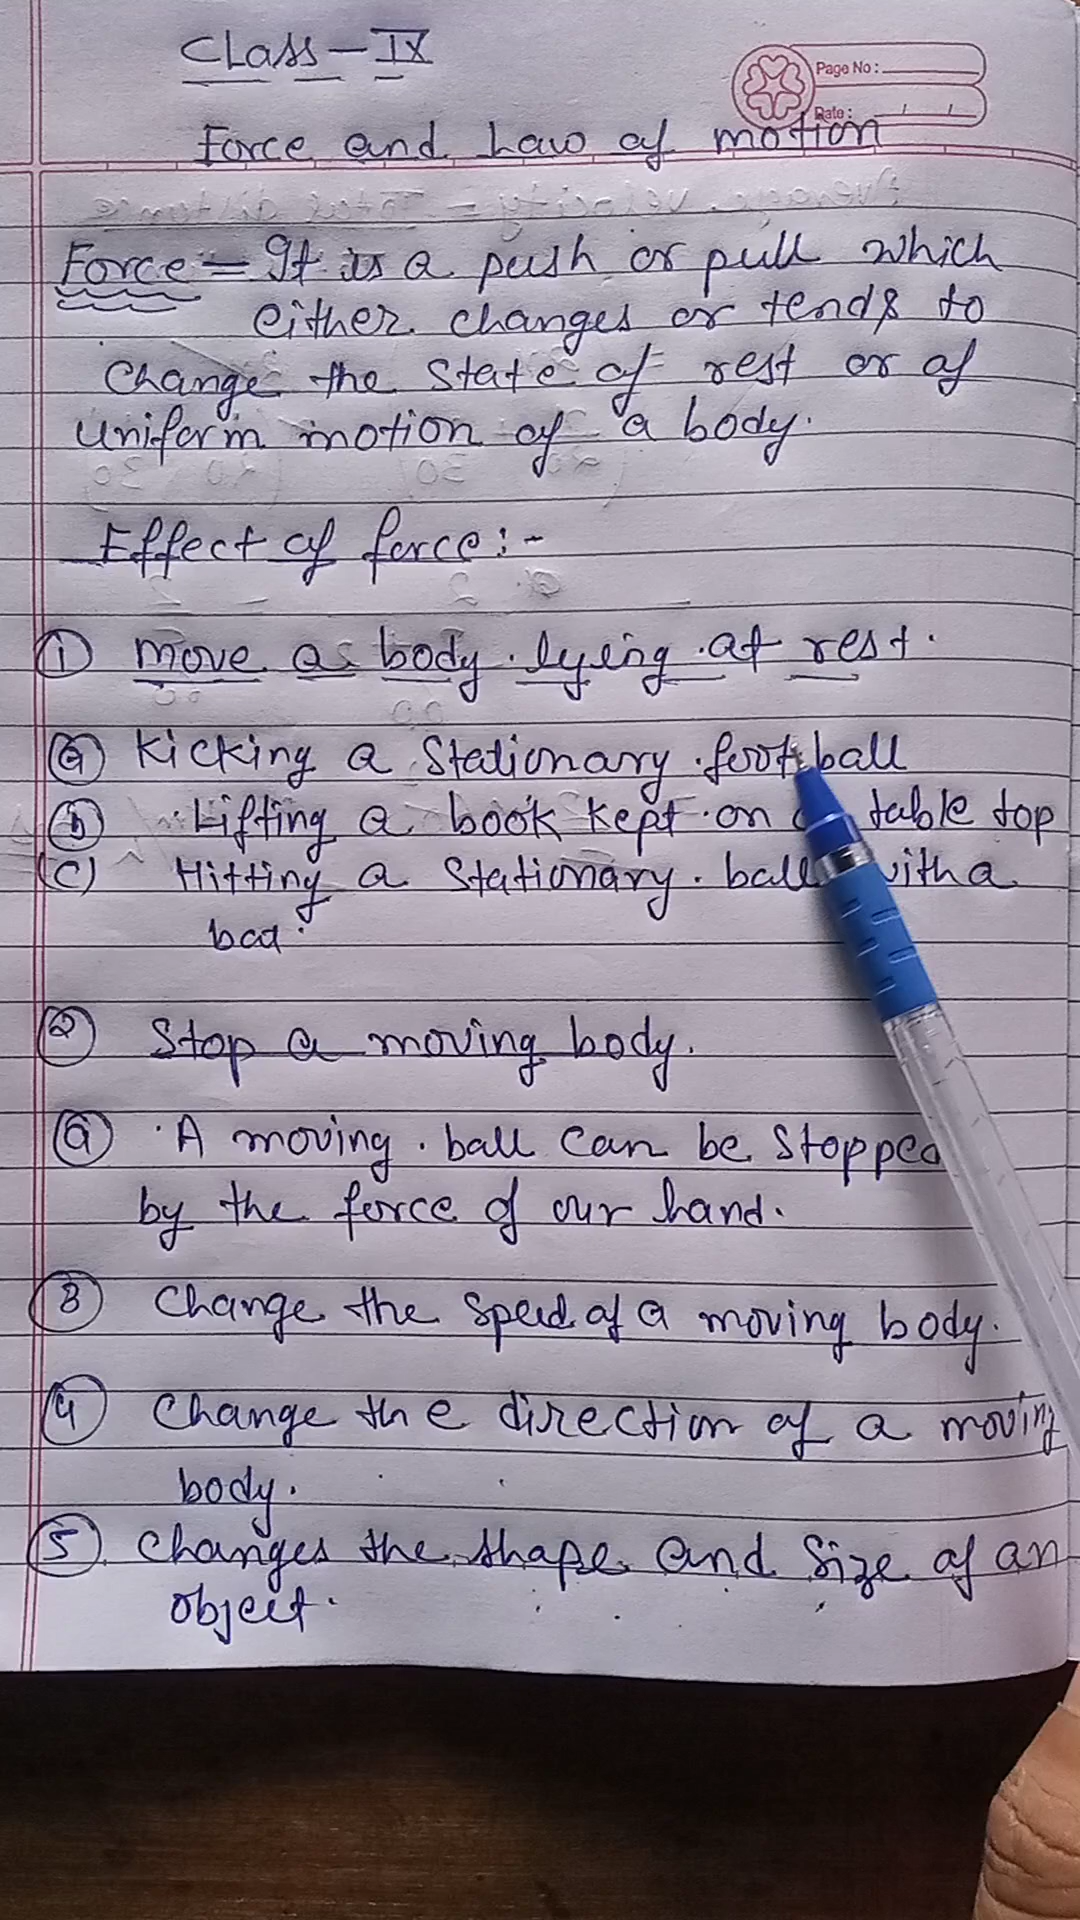 Class - IX
Page No :
Date : / /
Force and Law of motion
Force = It is a push or pull which
either changes or tends to
change the state of rest or of
uniform motion of a body.
Effect of force :-
① move as body lying at rest.
ⓐ Kicking a stationary football
ⓑ Lifting a book kept on table top
(c) Hitting a stationary ball with a
bat.
② Stop a moving body.
ⓐ A moving ball can be stopped
by the force of our hand.
③ Change the speed of a moving body.
④ Change the direction of a moving
body.
⑤ Changes the shape and size of an
object.